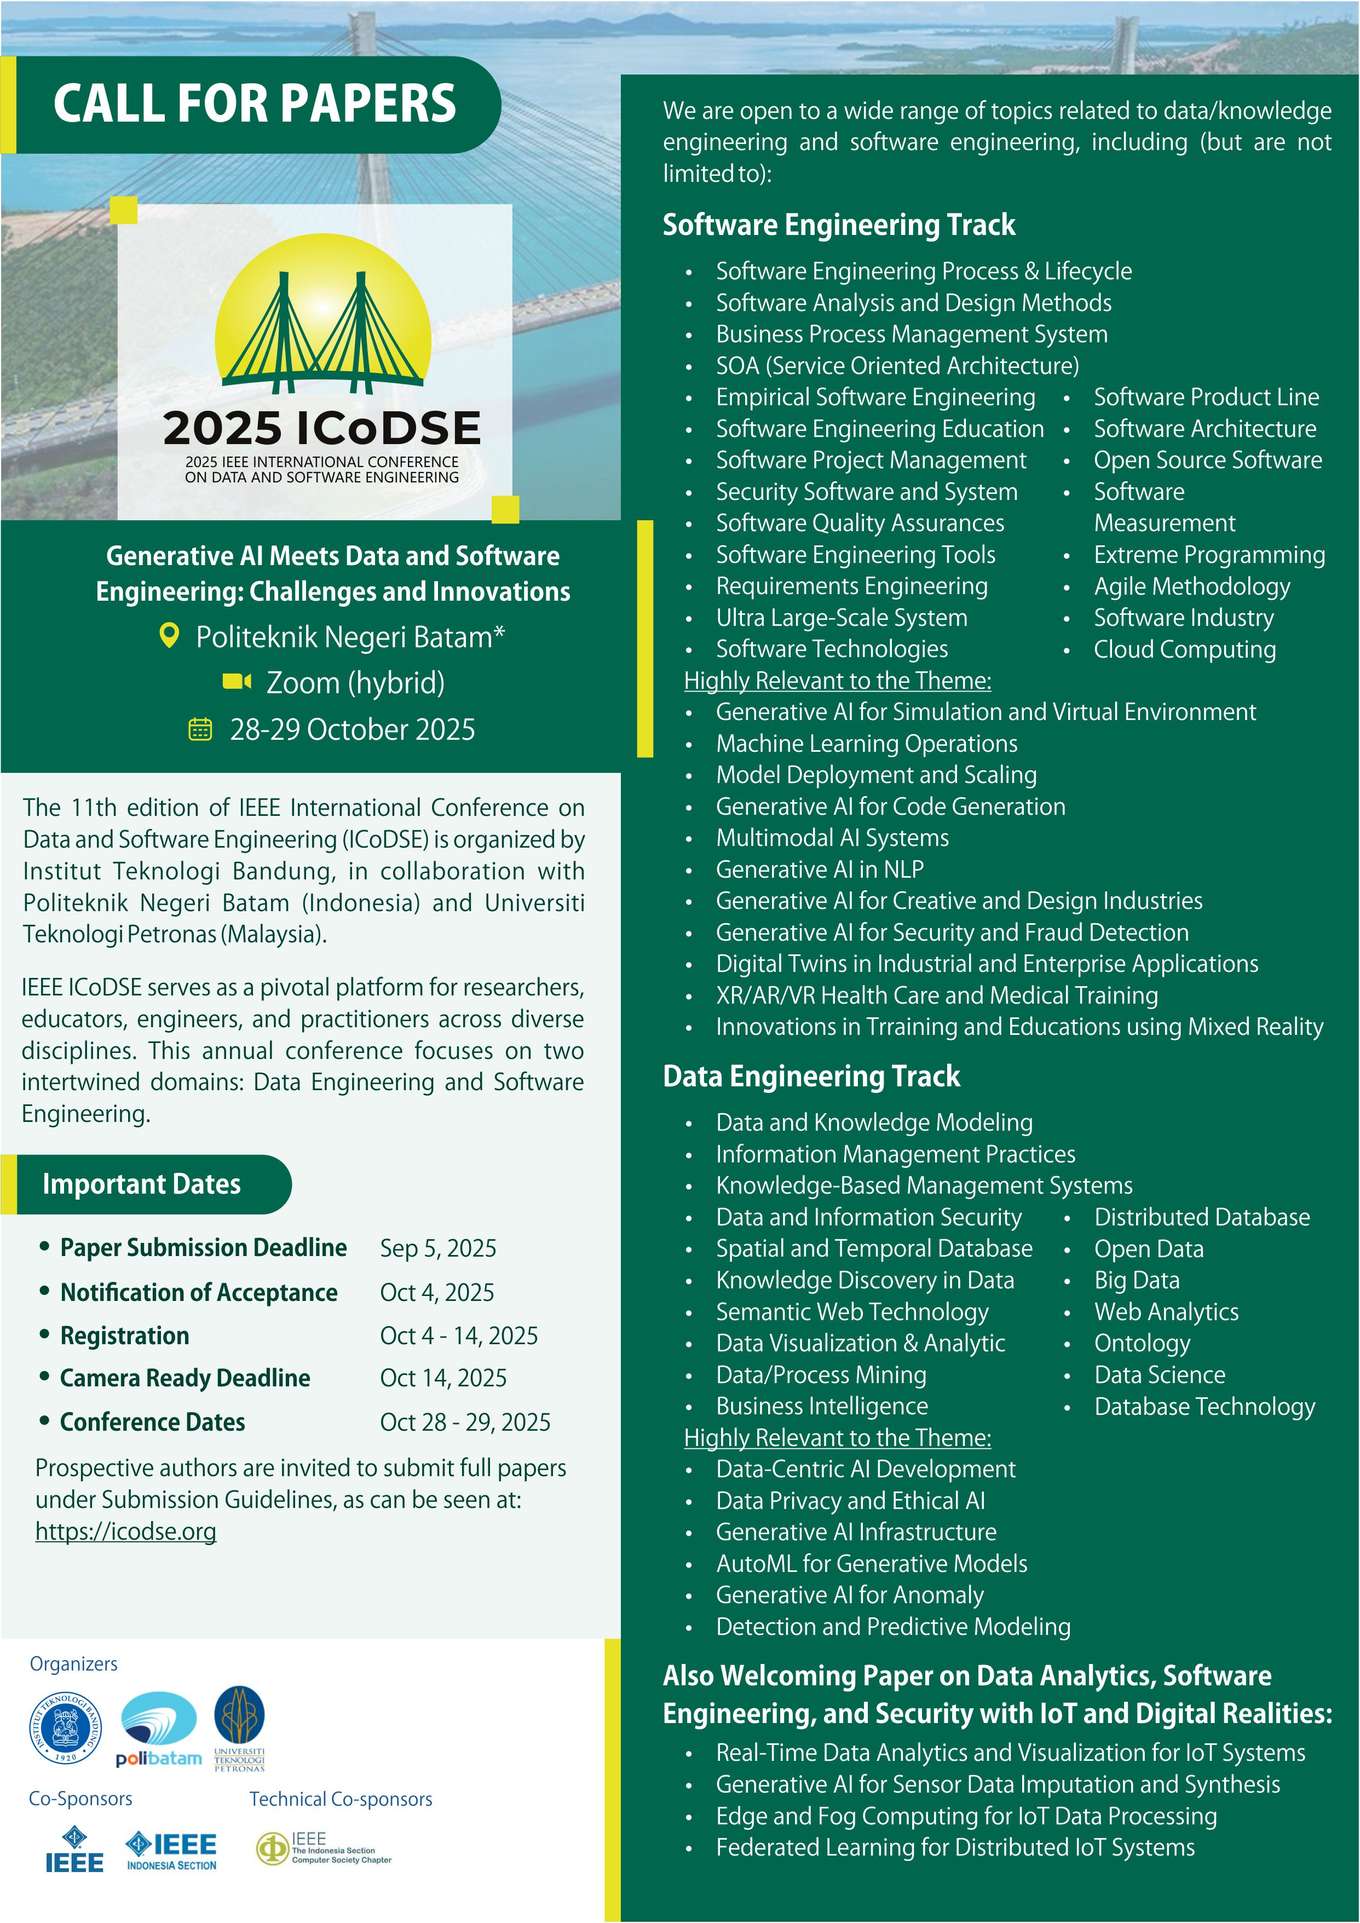 CALL FOR PAPERS
2025 ICoDSE
2025 IEEE INTERNATIONAL CONFERENCE
ON DATA AND SOFTWARE ENGINEERING
Generative AI Meets Data and Software
Engineering: Challenges and Innovations
Politeknik Negeri Batam*
Zoom (hybrid)
28-29 October 2025
The 11th edition of IEEE International Conference on
Data and Software Engineering (ICoDSE) is organized by
Institut Teknologi Bandung, in collaboration with
Politeknik Negeri Batam (Indonesia) and Universiti
Teknologi Petronas (Malaysia).
IEEE ICoDSE serves as a pivotal platform for researchers,
educators, engineers, and practitioners across diverse
disciplines. This annual conference focuses on two
intertwined domains: Data Engineering and Software
Engineering.
Important Dates
• Paper Submission Deadline Sep 5, 2025
• Notification of Acceptance Oct 4, 2025
• Registration Oct 4 - 14, 2025
• Camera Ready Deadline Oct 14, 2025
• Conference Dates Oct 28 - 29, 2025
Prospective authors are invited to submit full papers
under Submission Guidelines, as can be seen at:
https://icodse.org
Organizers
INSTITUT TEKNOLOGI BANDUNG
1920
polibatam
UNIVERSITI
TEKNOLOGI
PETRONAS
Co-Sponsors
IEEE
IEEE
INDONESIA SECTION
Technical Co-sponsors
IEEE
The Indonesia Section
Computer Society Chapter
We are open to a wide range of topics related to data/knowledge
engineering and software engineering, including (but are not
limited to):
Software Engineering Track
• Software Engineering Process & Lifecycle
• Software Analysis and Design Methods
• Business Process Management System
• SOA (Service Oriented Architecture)
• Empirical Software Engineering
• Software Engineering Education
• Software Project Management
• Security Software and System
• Software Quality Assurances
• Software Engineering Tools
• Requirements Engineering
• Ultra Large-Scale System
• Software Technologies
• Software Product Line
• Software Architecture
• Open Source Software
• Software
Measurement
• Extreme Programming
• Agile Methodology
• Software Industry
• Cloud Computing
Highly Relevant to the Theme:
• Generative AI for Simulation and Virtual Environment
• Machine Learning Operations
• Model Deployment and Scaling
• Generative AI for Code Generation
• Multimodal AI Systems
• Generative AI in NLP
• Generative AI for Creative and Design Industries
• Generative AI for Security and Fraud Detection
• Digital Twins in Industrial and Enterprise Applications
• XR/AR/VR Health Care and Medical Training
• Innovations in Trraining and Educations using Mixed Reality
Data Engineering Track
• Data and Knowledge Modeling
• Information Management Practices
• Knowledge-Based Management Systems
• Data and Information Security
• Spatial and Temporal Database
• Knowledge Discovery in Data
• Semantic Web Technology
• Data Visualization & Analytic
• Data/Process Mining
• Business Intelligence
• Distributed Database
• Open Data
• Big Data
• Web Analytics
• Ontology
• Data Science
• Database Technology
Highly Relevant to the Theme:
• Data-Centric AI Development
• Data Privacy and Ethical AI
• Generative AI Infrastructure
• AutoML for Generative Models
• Generative AI for Anomaly
• Detection and Predictive Modeling
Also Welcoming Paper on Data Analytics, Software
Engineering, and Security with IoT and Digital Realities:
• Real-Time Data Analytics and Visualization for IoT Systems
• Generative AI for Sensor Data Imputation and Synthesis
• Edge and Fog Computing for IoT Data Processing
• Federated Learning for Distributed IoT Systems